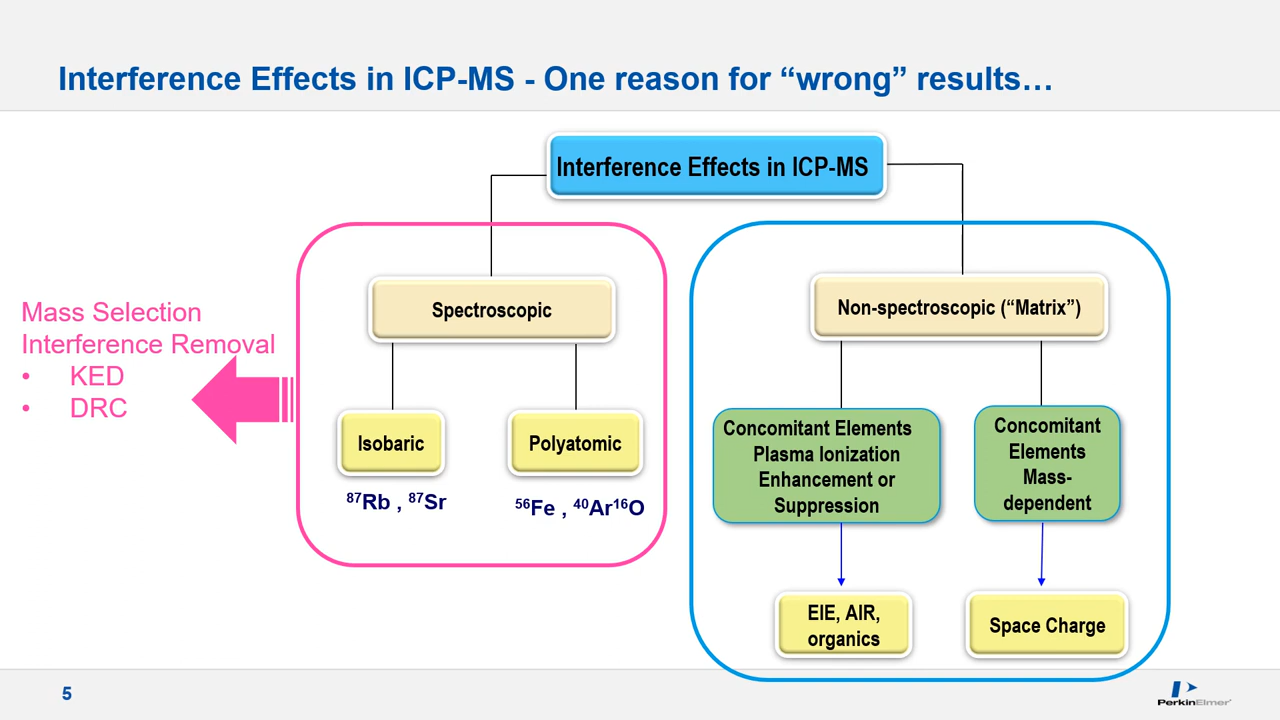 Interference Effects in ICP-MS - One reason for “wrong” results…
Interference Effects in ICP-MS
Mass Selection
Interference Removal
• KED
• DRC
Spectroscopic
Isobaric
⁸⁷Rb , ⁸⁷Sr
Polyatomic
⁵⁶Fe , ⁴⁰Ar¹⁶O
Non-spectroscopic (“Matrix”)
Concomitant Elements
Plasma Ionization
Enhancement or
Suppression
EIE, AIR,
organics
Concomitant
Elements
Mass-
dependent
Space Charge
5
PerkinElmer